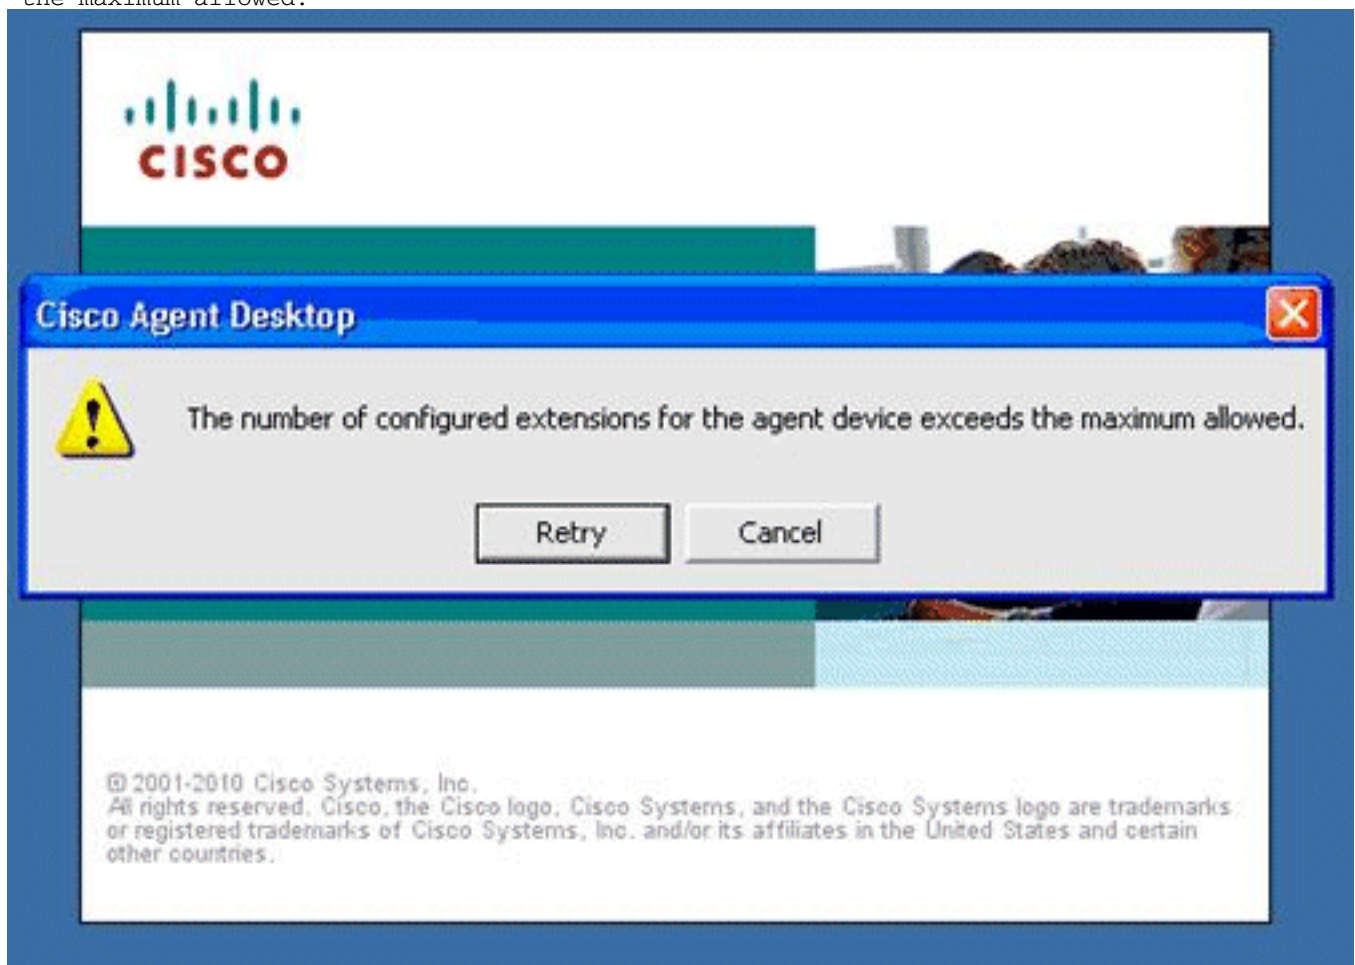 the maximum allowed.
CISCO
Cisco Agent Desktop
The number of configured extensions for the agent device exceeds the maximum allowed.
Retry
Cancel
© 2001-2010 Cisco Systems, Inc.
All rights reserved. Cisco, the Cisco logo, Cisco Systems, and the Cisco Systems logo are trademarks
or registered trademarks of Cisco Systems, Inc. and/or its affiliates in the United States and certain
other countries.